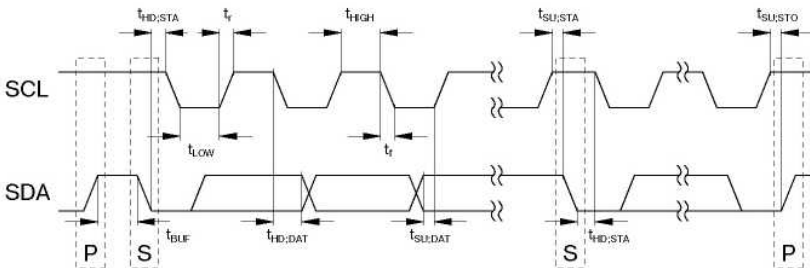 tHD;STA tr tHIGH tSU;STA tSU;STO
SCL
tLOW tf
SDA
tBUF tHD;DAT tSU;DAT tHD;STA
P S S P